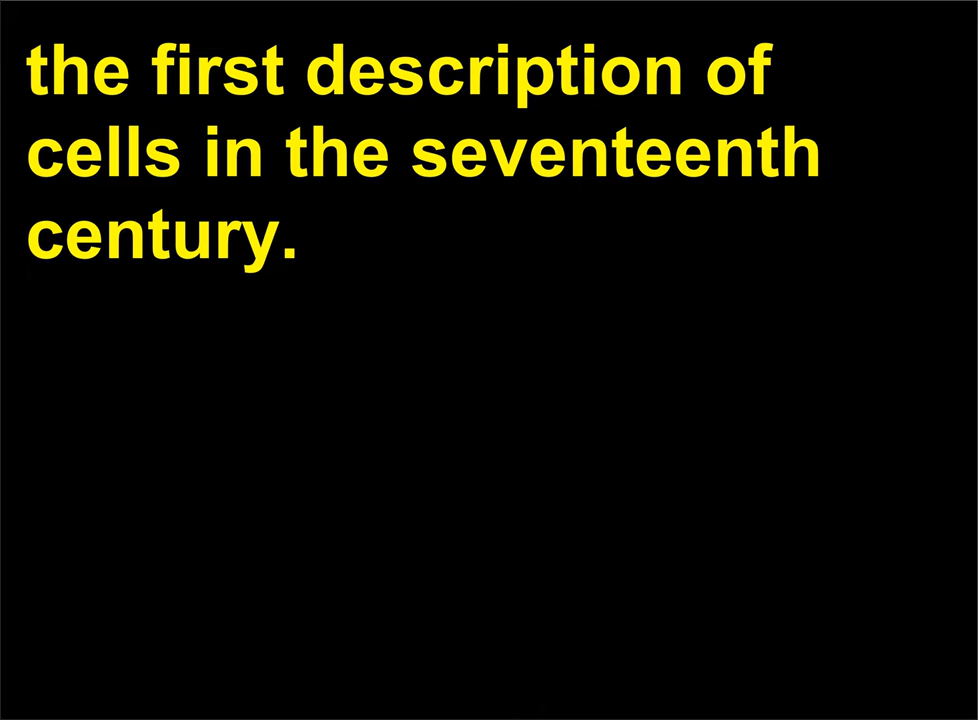 the first description of
cells in the seventeenth
century.